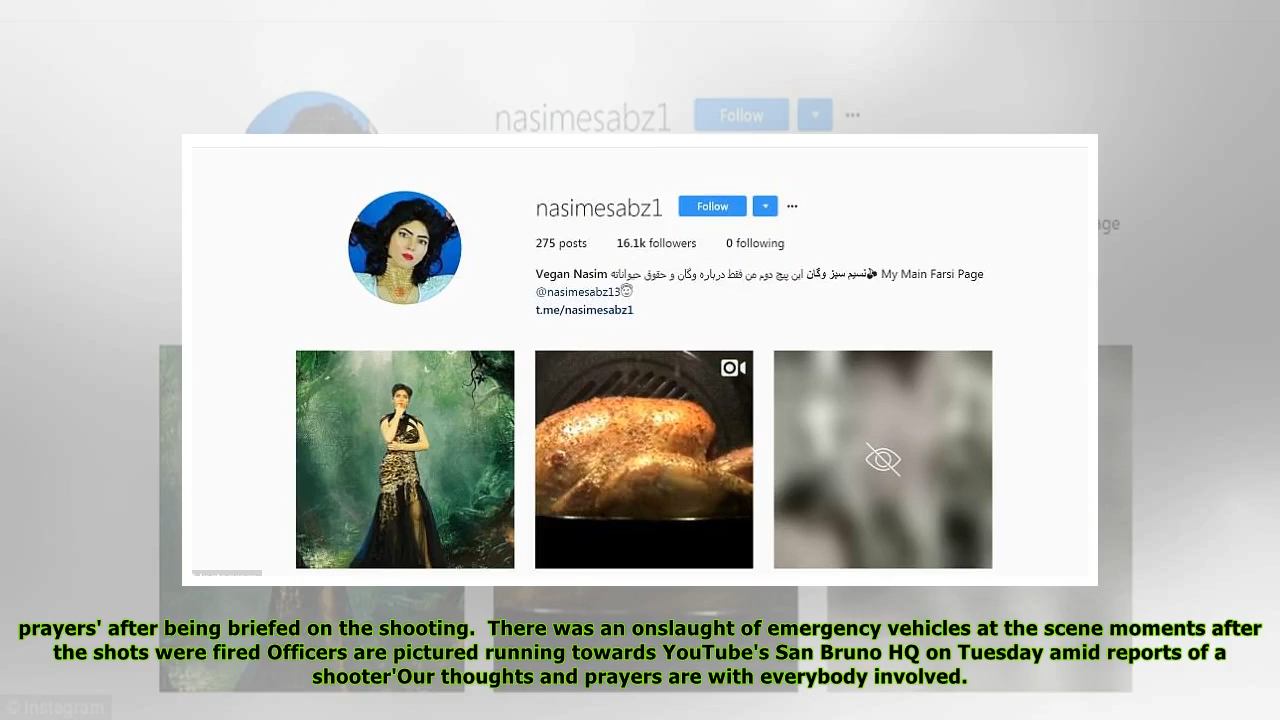 nasimesabz1 Follow
nasimesabz1 Follow
age
275 posts 16.1k followers 0 following
Vegan Nasim نسیم سبز وگان این پیج دوم من فقط درباره وگان و حقوق حیواناته My Main Farsi Page
@nasimesabz13
t.me/nasimesabz1
prayers' after being briefed on the shooting. There was an onslaught of emergency vehicles at the scene moments after
the shots were fired Officers are pictured running towards YouTube's San Bruno HQ on Tuesday amid reports of a
shooter'Our thoughts and prayers are with everybody involved.
© Instagram